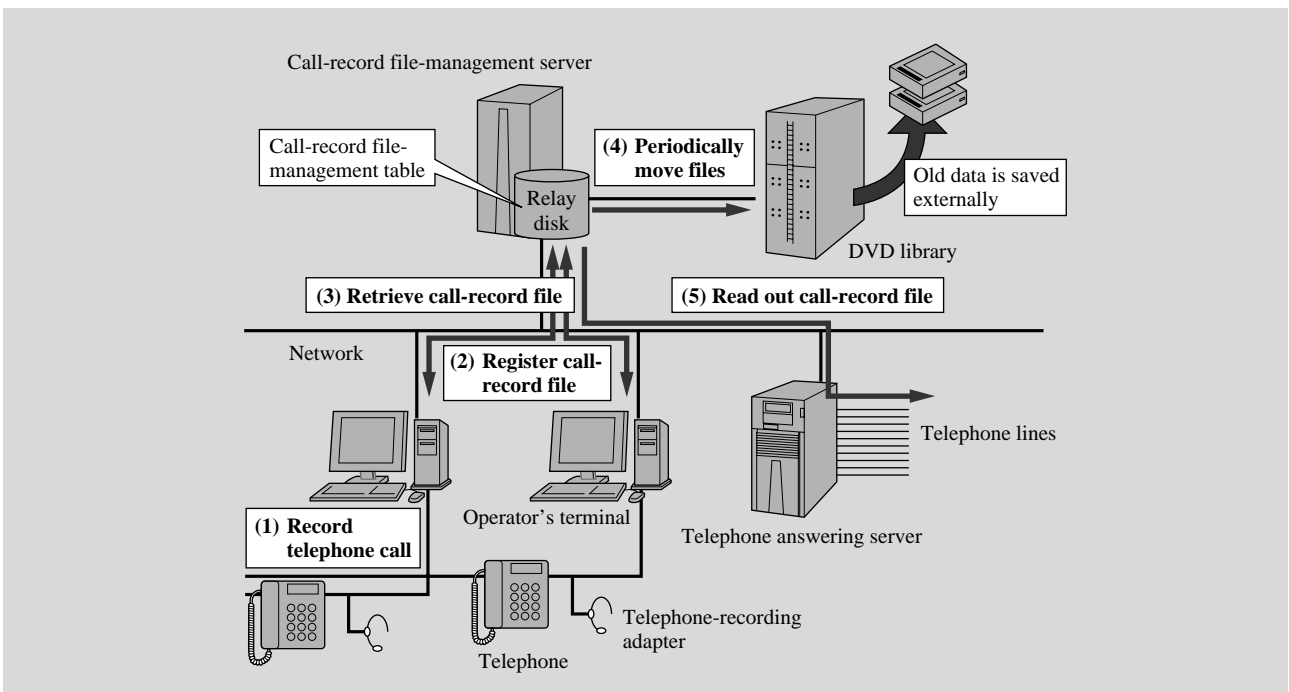 Call-record file-management server
Call-record file-
management table
Relay
disk
(4) Periodically
move files
Old data is saved
externally
DVD library
(3) Retrieve call-record file
(5) Read out call-record file
Network
(2) Register call-
record file
Telephone lines
(1) Record
telephone call
Operator's terminal
Telephone answering server
Telephone-recording
adapter
Telephone